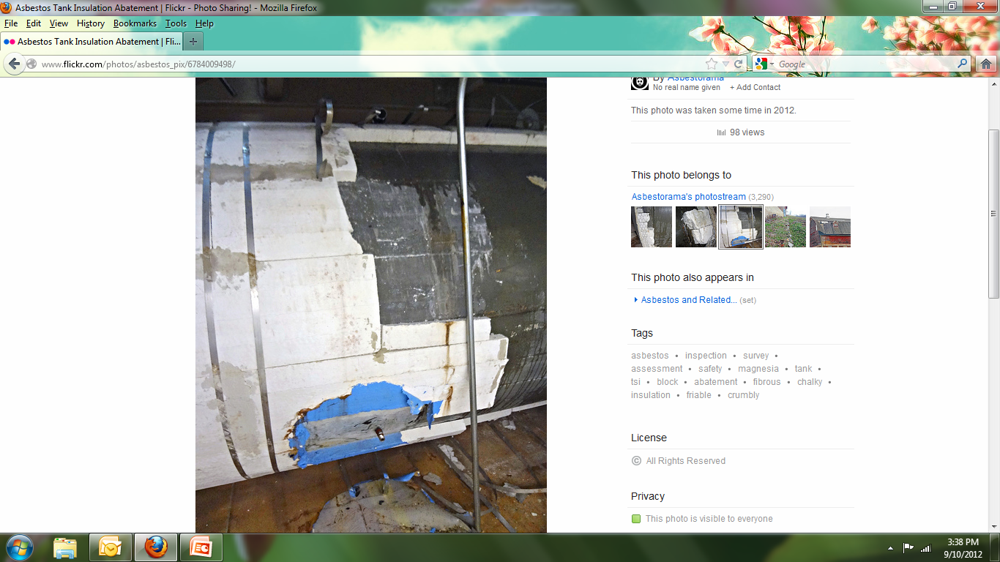 Asbestos Tank Insulation Abatement | Flickr - Photo Sharing! - Mozilla Firefox
File Edit View History Bookmarks Tools Help
Asbestos Tank Insulation Abatement | Fli...
www.flickr.com/photos/asbestos_pix/6784009498/
Google
By Asbestorama
No real name given + Add Contact
This photo was taken some time in 2012.
98 views
This photo belongs to
Asbestorama's photostream (3,290)
This photo also appears in
Asbestos and Related... (set)
Tags
asbestos • inspection • survey •
assessment • safety • magnesia • tank •
tsi • block • abatement • fibrous • chalky •
insulation • friable • crumbly
License
© All Rights Reserved
Privacy
This photo is visible to everyone
3:38 PM
9/10/2012